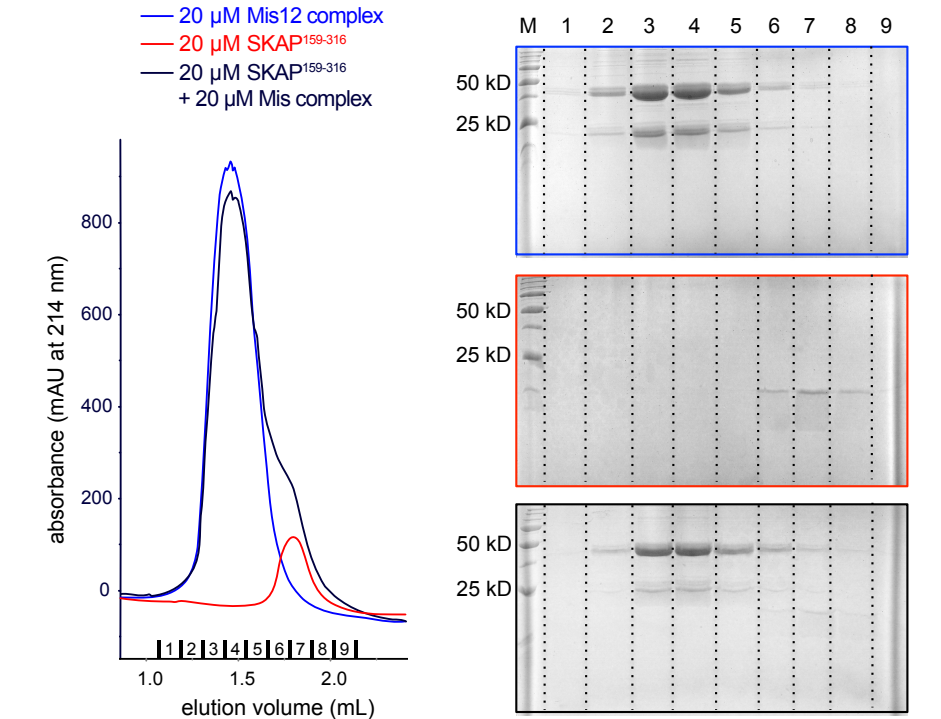 20 µM Mis12 complex
20 µM SKAP159-316
20 µM SKAP159-316
+ 20 µM Mis complex
absorbance (mAU at 214 nm)
800
600
400
200
0
1 2 3 4 5 6 7 8 9
1.0 1.5 2.0
elution volume (mL)
M 1 2 3 4 5 6 7 8 9
50 kD
25 kD
50 kD
25 kD
50 kD
25 kD